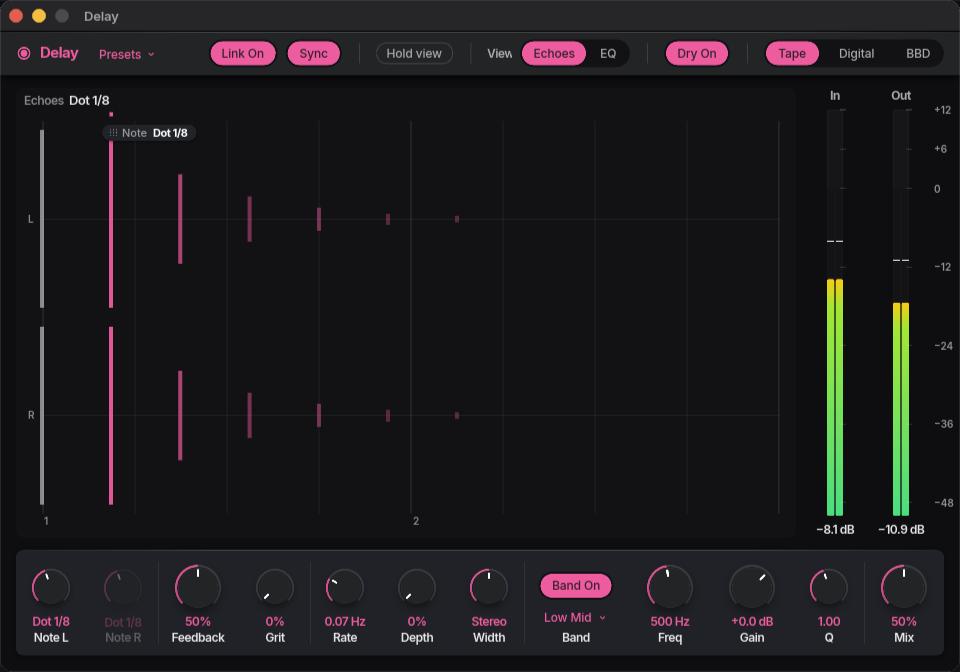 Delay
Delay Presets Link On Sync Hold view View Echoes EQ Dry On Tape Digital BBD
Echoes Dot 1/8
In Out
+12
Note Dot 1/8
+6
0
L
−12
−24
R
−36
−48
1 2
−8.1 dB −10.9 dB
Band On
Dot 1/8 Dot 1/8 50% 0% 0.07 Hz 0% Stereo Low Mid 500 Hz +0.0 dB 1.00 50%
Note L Note R Feedback Grit Rate Depth Width Band Freq Gain Q Mix